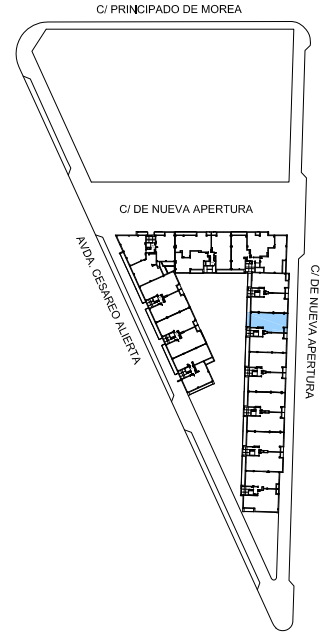 C/ PRINCIPADO DE MOREA
C/ DE NUEVA APERTURA
AVDA. CESAREO ALIERTA
C/ DE NUEVA APERTURA